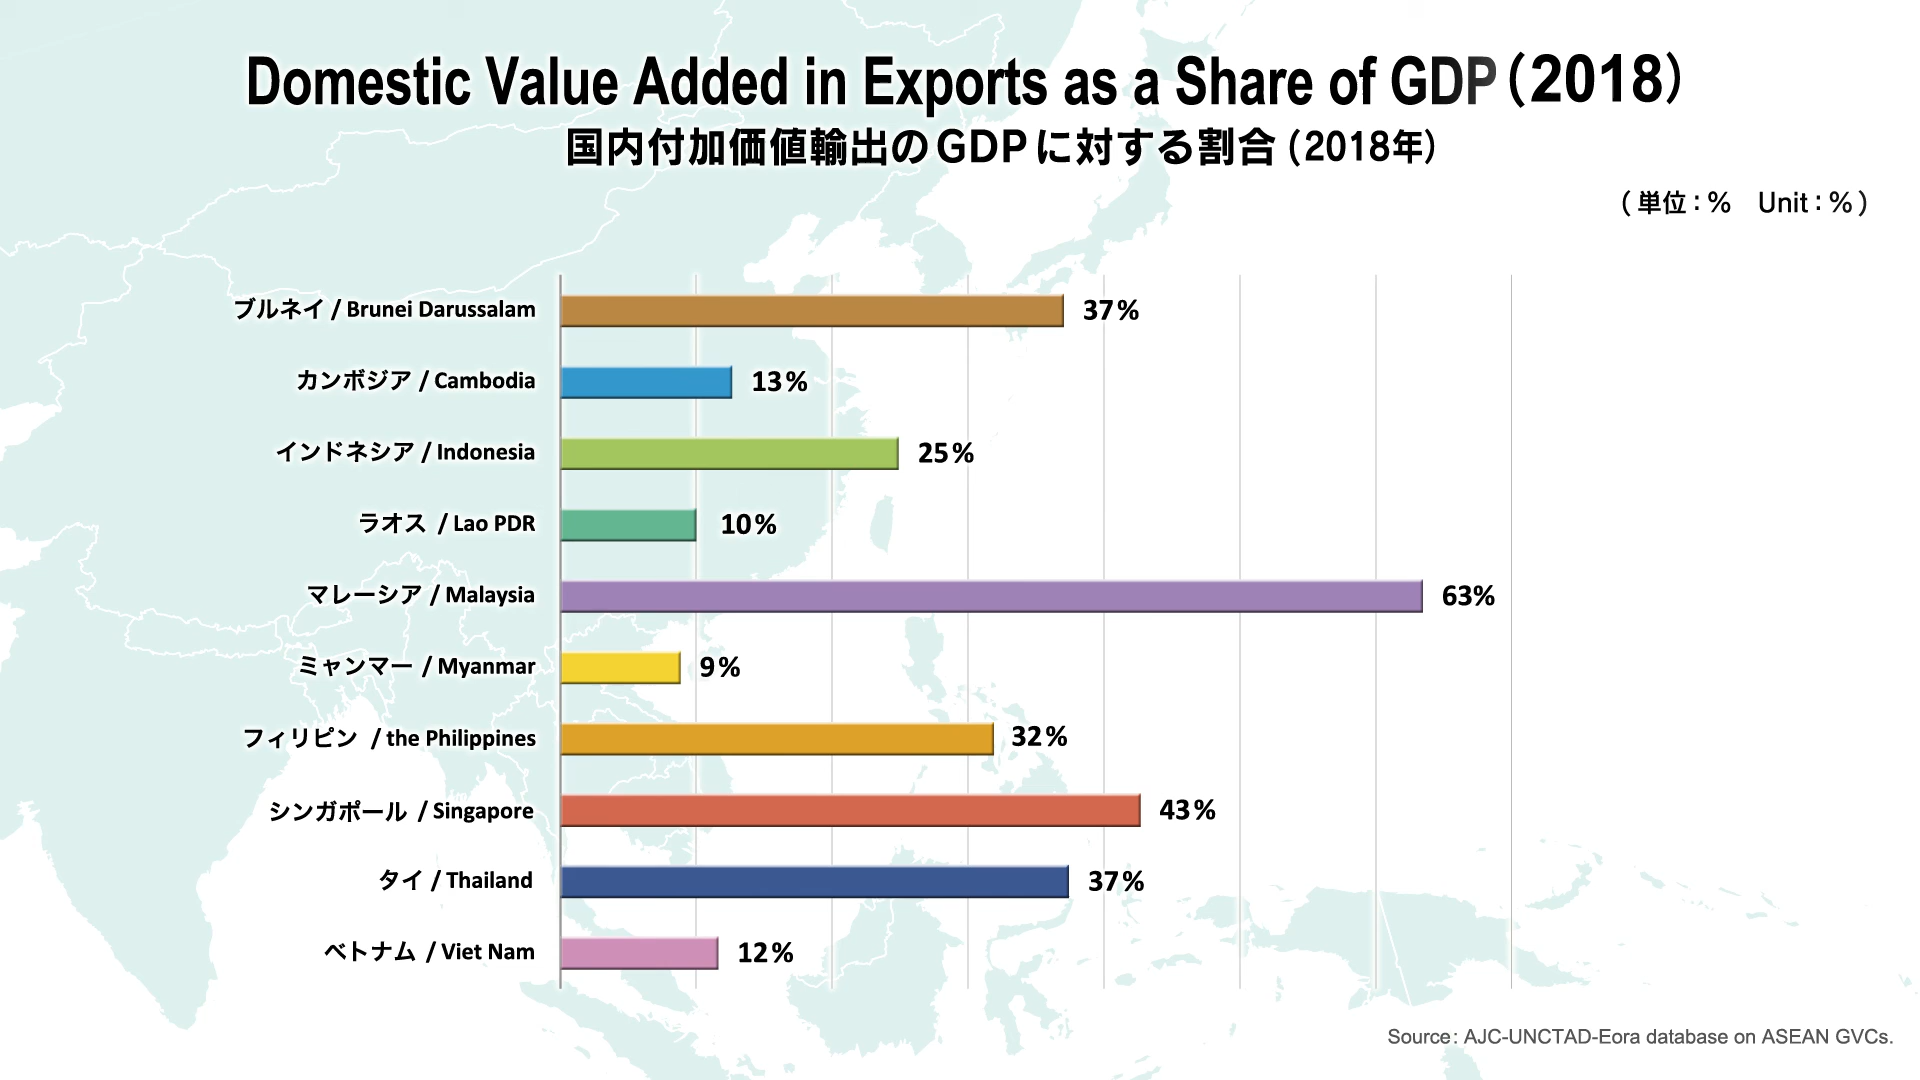 Domestic Value Added in Exports as a Share of GDP(2018)
国内付加価値輸出のGDPに対する割合(2018年)
(単位:% Unit:%)
ブルネイ / Brunei Darussalam 37%
カンボジア / Cambodia 13%
インドネシア / Indonesia 25%
ラオス / Lao PDR 10%
マレーシア / Malaysia 63%
ミャンマー / Myanmar 9%
フィリピン / the Philippines 32%
シンガポール / Singapore 43%
タイ / Thailand 37%
ベトナム / Viet Nam 12%
Source: AJC-UNCTAD-Eora database on ASEAN GVCs.